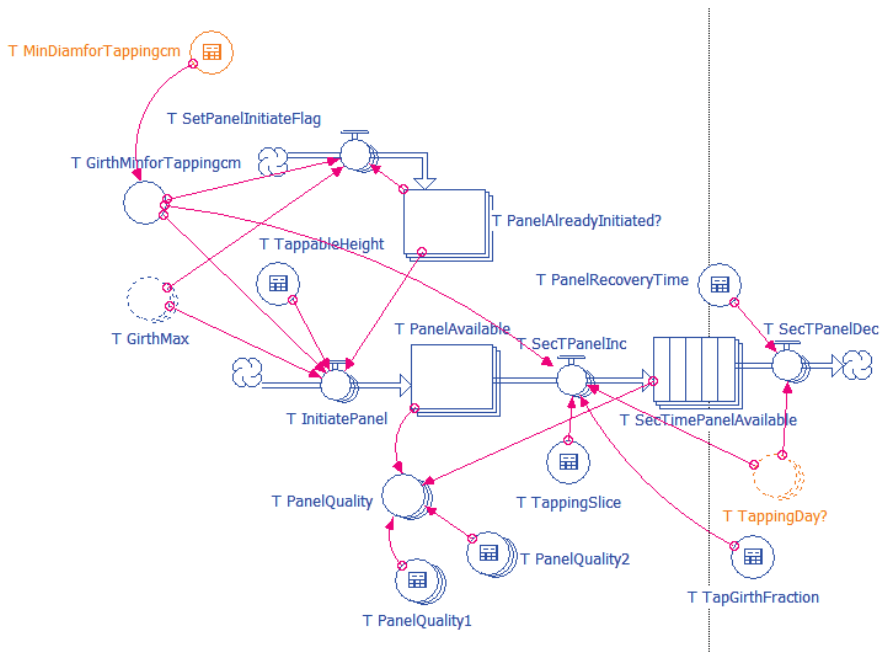 T MinDiamforTappingcm
T SetPanelInitiateFlag
T GirthMinforTappingcm
T PanelAlreadyInitiated?
T TappableHeight
T PanelRecoveryTime
T GirthMax
T PanelAvailable
T SecTPanelInc
T SecTPanelDec
T InitiatePanel
T SecTimePanelAvailable
T PanelQuality
T TappingSlice
T TappingDay?
T PanelQuality2
T TapGirthFraction
T PanelQuality1